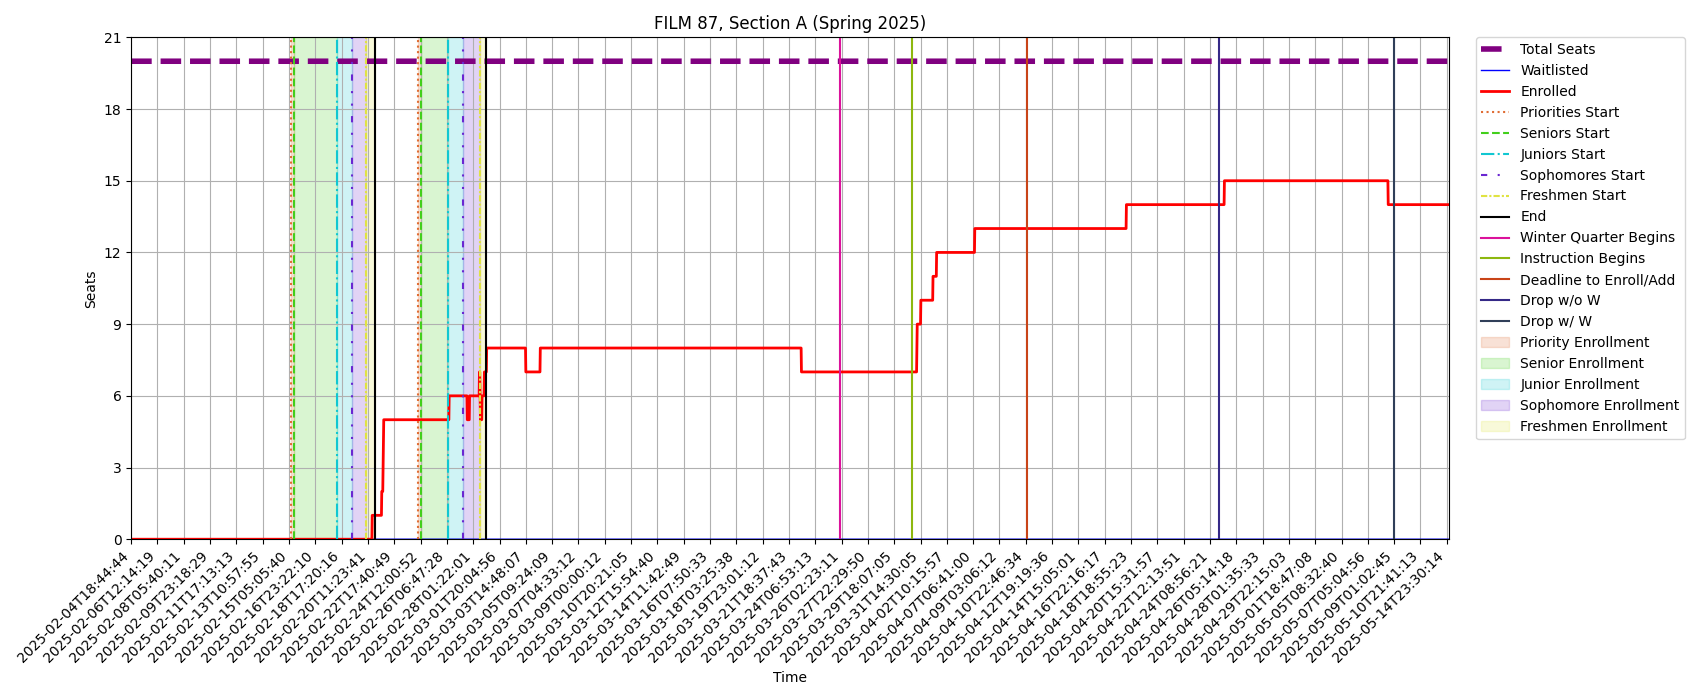 FILM 87, Section A (Spring 2025)
21
18
15
12
9
6
3
0
Seats
2025-02-04T18:44:44
2025-02-06T12:14:19
2025-02-08T05:40:11
2025-02-09T23:18:29
2025-02-11T17:13:13
2025-02-13T10:57:55
2025-02-15T05:05:40
2025-02-16T23:22:10
2025-02-18T17:20:16
2025-02-20T11:23:41
2025-02-22T17:40:49
2025-02-24T12:00:52
2025-02-26T06:47:28
2025-02-28T01:22:01
2025-03-01T20:04:56
2025-03-03T14:48:07
2025-03-05T09:24:09
2025-03-07T04:33:12
2025-03-09T00:00:12
2025-03-10T20:21:05
2025-03-12T15:54:40
2025-03-14T11:42:49
2025-03-16T07:50:33
2025-03-18T03:25:38
2025-03-19T23:01:12
2025-03-21T18:37:43
2025-03-24T06:53:13
2025-03-26T02:23:11
2025-03-27T22:29:50
2025-03-29T18:07:05
2025-03-31T14:30:05
2025-04-02T10:15:57
2025-04-07T06:41:00
2025-04-09T03:06:12
2025-04-10T22:46:34
2025-04-12T19:19:36
2025-04-14T15:05:01
2025-04-16T22:16:17
2025-04-18T18:55:23
2025-04-20T15:31:57
2025-04-22T12:13:51
2025-04-24T08:56:21
2025-04-26T05:14:18
2025-04-28T01:35:33
2025-04-29T22:15:03
2025-05-01T18:47:08
2025-05-05T08:32:40
2025-05-07T05:04:56
2025-05-09T01:02:45
2025-05-10T21:41:13
2025-05-14T23:30:14
Time
Total Seats
Waitlisted
Enrolled
Priorities Start
Seniors Start
Juniors Start
Sophomores Start
Freshmen Start
End
Winter Quarter Begins
Instruction Begins
Deadline to Enroll/Add
Drop w/o W
Drop w/ W
Priority Enrollment
Senior Enrollment
Junior Enrollment
Sophomore Enrollment
Freshmen Enrollment